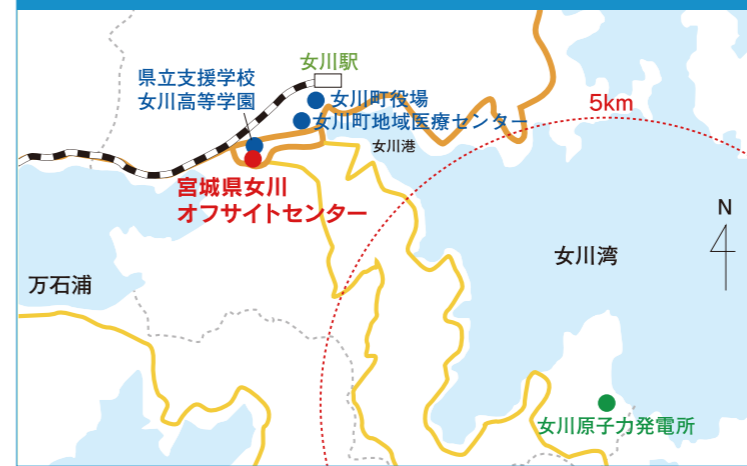 女川駅
県立支援学校
女川高等学園
女川町役場
女川町地域医療センター
5km
女川港
宮城県女川
オフサイトセンター
N
女川湾
万石浦
女川原子力発電所